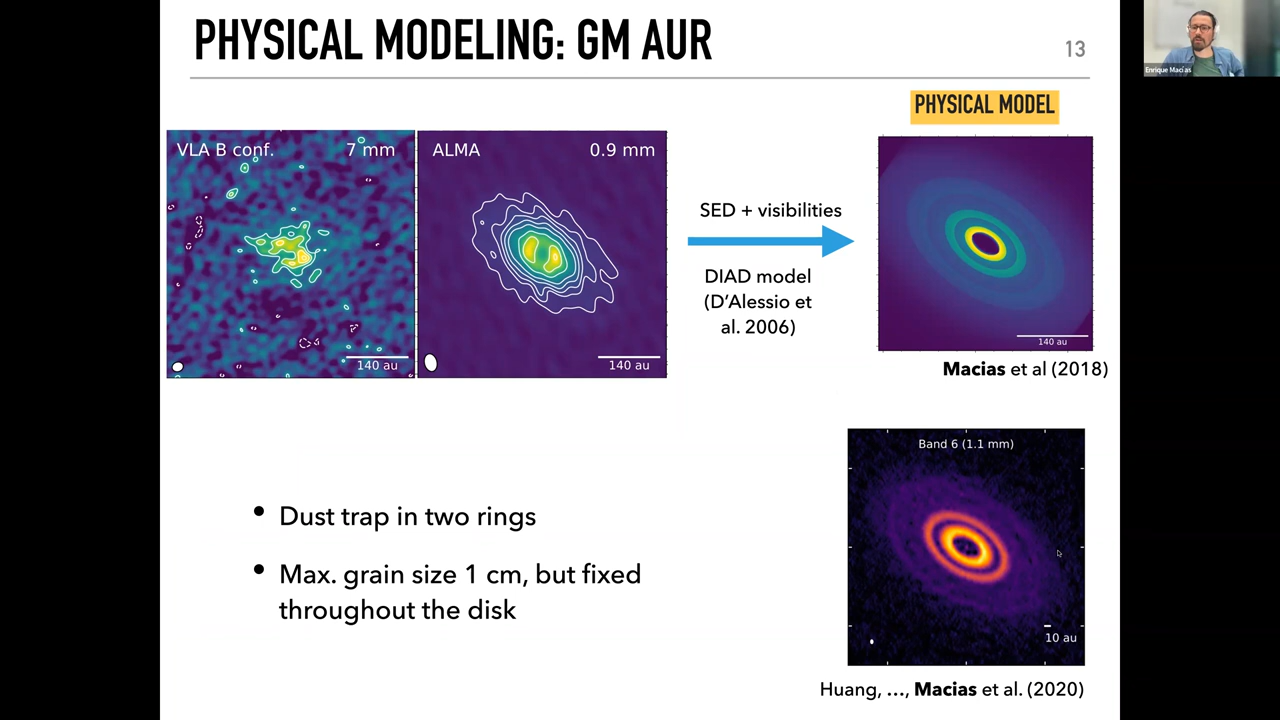 PHYSICAL MODELING: GM AUR
13
Enrique Macías
PHYSICAL MODEL
VLA B conf. 7 mm
ALMA 0.9 mm
140 au
140 au
SED + visibilities
DIAD model
(D'Alessio et
al. 2006)
140 au
Macias et al (2018)
Band 6 (1.1 mm)
10 au
Huang, ..., Macias et al. (2020)
• Dust trap in two rings
• Max. grain size 1 cm, but fixed
throughout the disk